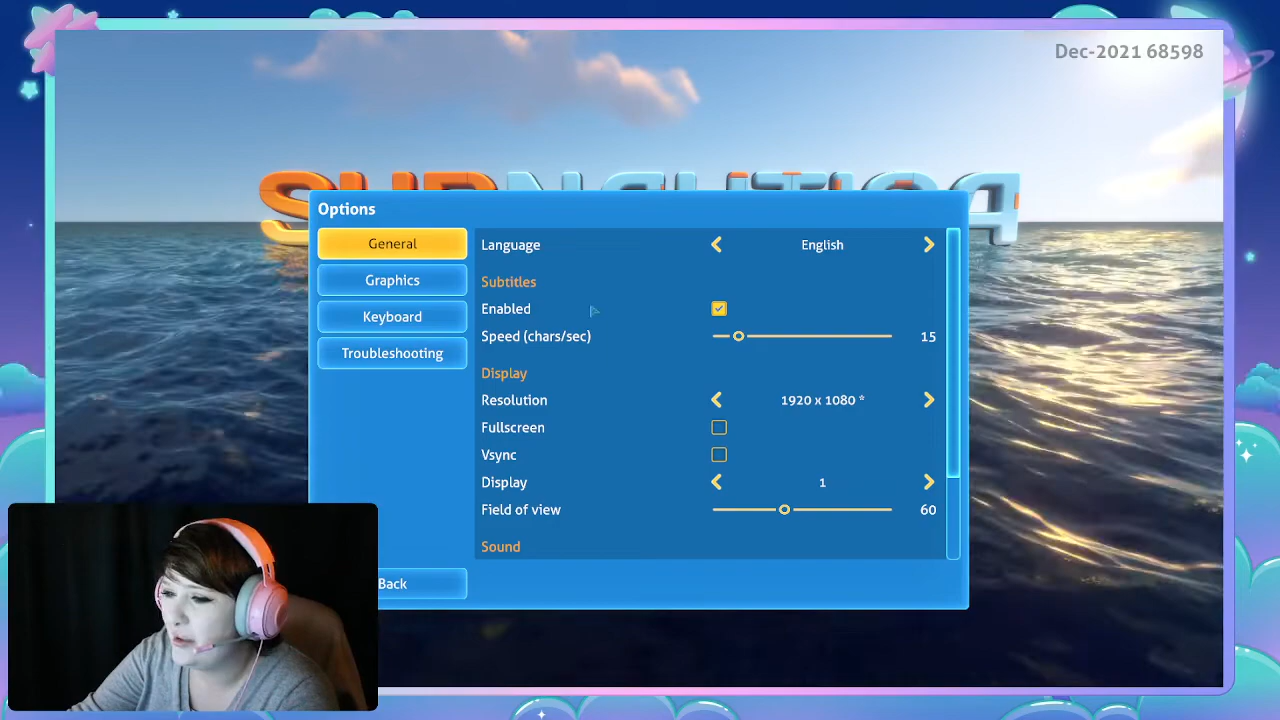 Dec-2021 68598
SUBNAUTICA
Options
General
Graphics
Keyboard
Troubleshooting
Back
Language English
Subtitles
Enabled
Speed (chars/sec) 15
Display
Resolution 1920 x 1080 *
Fullscreen
Vsync
Display 1
Field of view 60
Sound